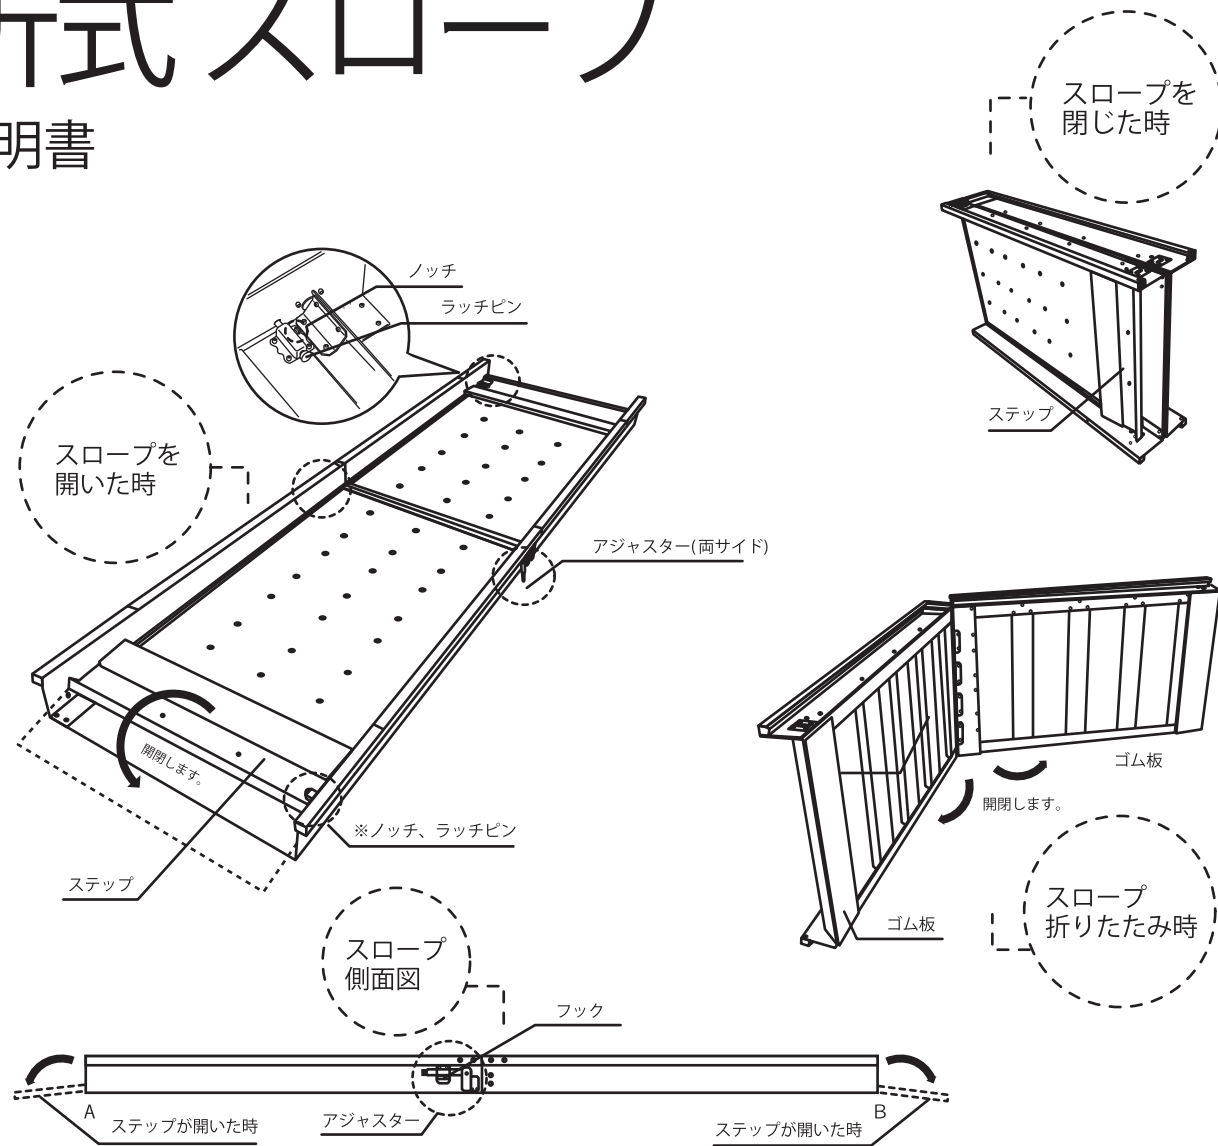 折式 スロープ
明書
スロープを
閉じた時
ノッチ
ラッチピン
スロープを
開いた時
ステップ
アジャスター(両サイド)
開閉します。
※ノッチ、ラッチピン
ステップ
ゴム板
開閉します。
ゴム板
スロープ
折りたたみ時
スロープ
側面図
フック
A
B
ステップが開いた時
アジャスター
ステップが開いた時